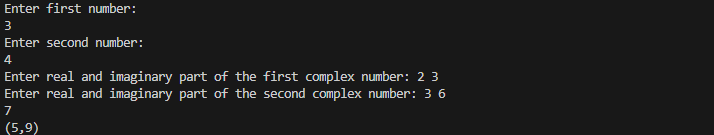 Enter first number:
3
Enter second number:
4
Enter real and imaginary part of the first complex number: 2 3
Enter real and imaginary part of the second complex number: 3 6
7
(5,9)